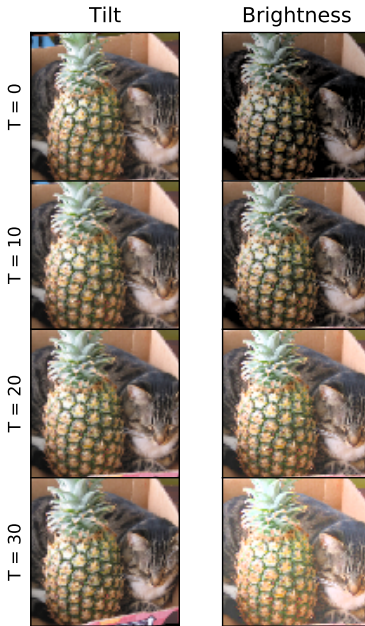 Tilt Brightness
T = 0
T = 10
T = 20
T = 30